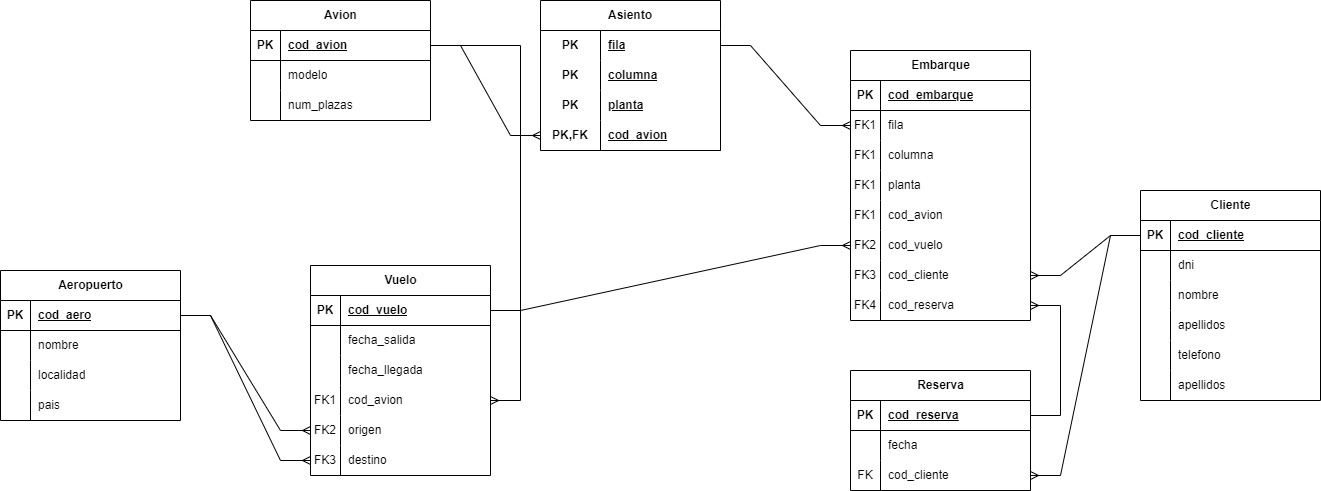 Avion
PK cod_avion
modelo
num_plazas
Asiento
PK fila
PK columna
PK planta
PK,FK cod_avion
Embarque
PK cod_embarque
FK1 fila
FK1 columna
FK1 planta
FK1 cod_avion
FK2 cod_vuelo
FK3 cod_cliente
FK4 cod_reserva
Cliente
PK cod_cliente
dni
nombre
apellidos
telefono
apellidos
Aeropuerto
PK cod_aero
nombre
localidad
pais
Vuelo
PK cod_vuelo
fecha_salida
fecha_llegada
FK1 cod_avion
FK2 origen
FK3 destino
Reserva
PK cod_reserva
fecha
FK cod_cliente